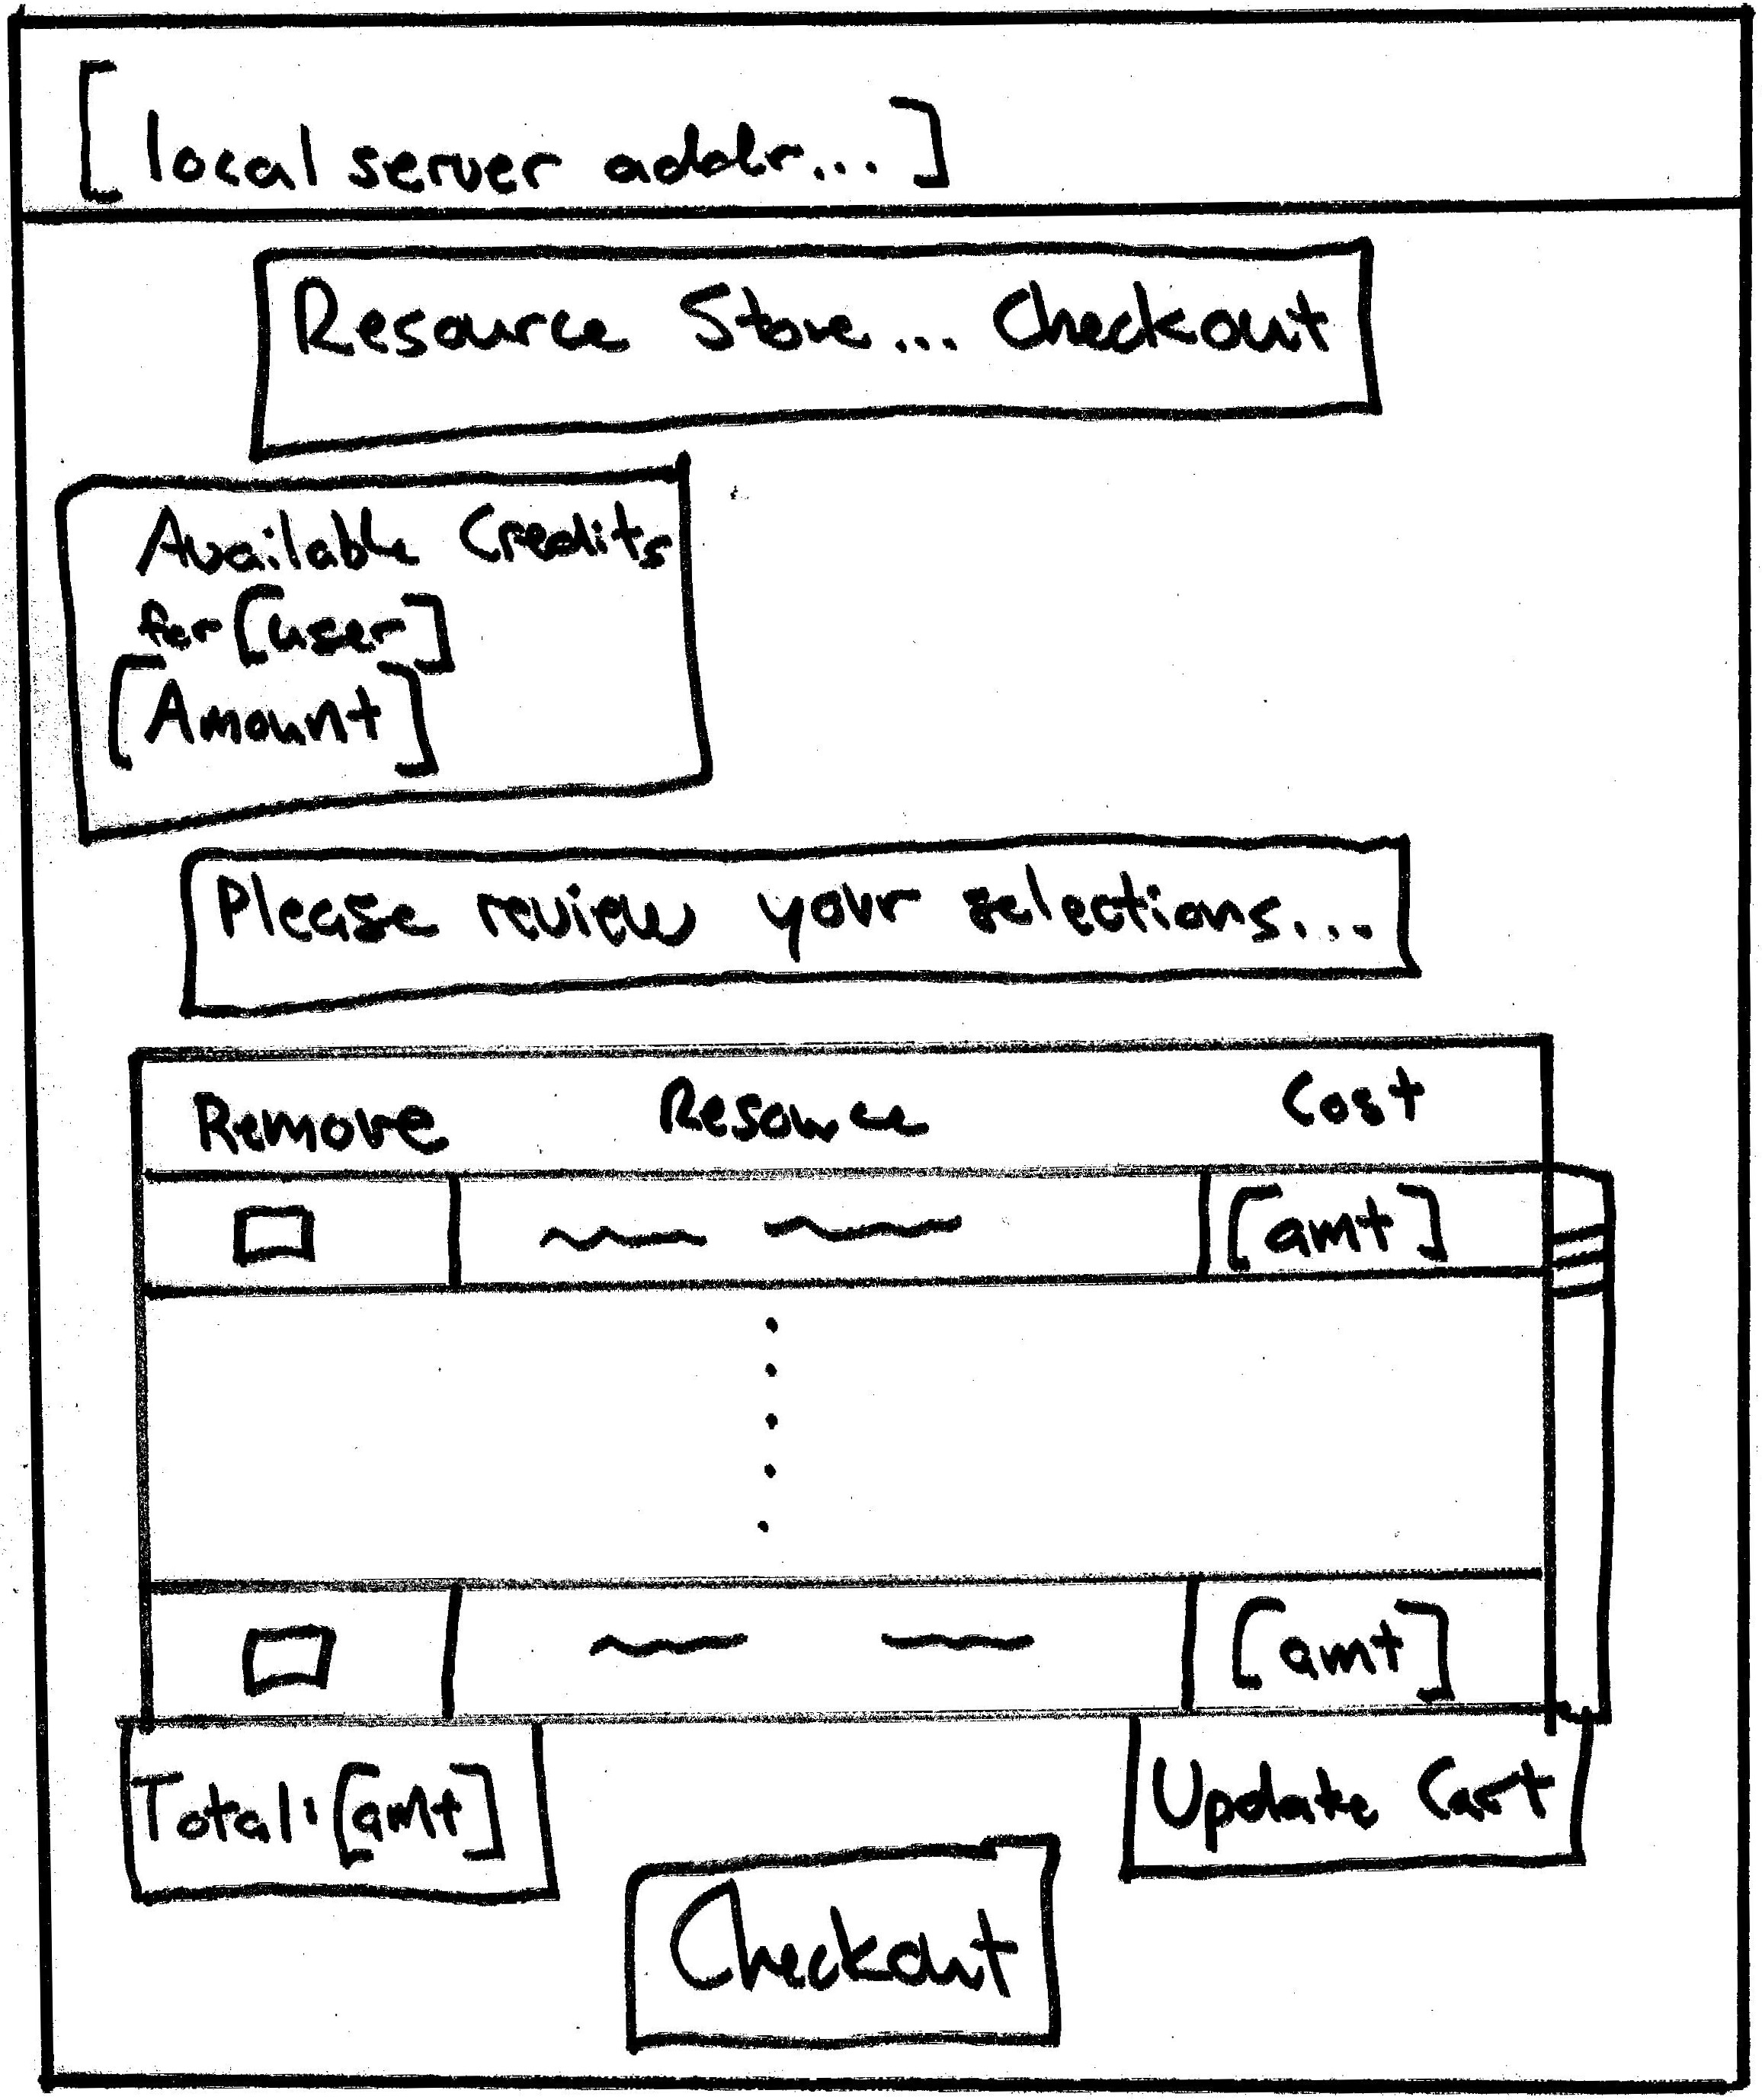 [local server addr...]
Resource Store... Checkout
Available Credits
for [user]
[Amount]
Please review your selections...
Remove Resource Cost
[amt]
[amt]
Total: [amt] Update Cart
Checkout